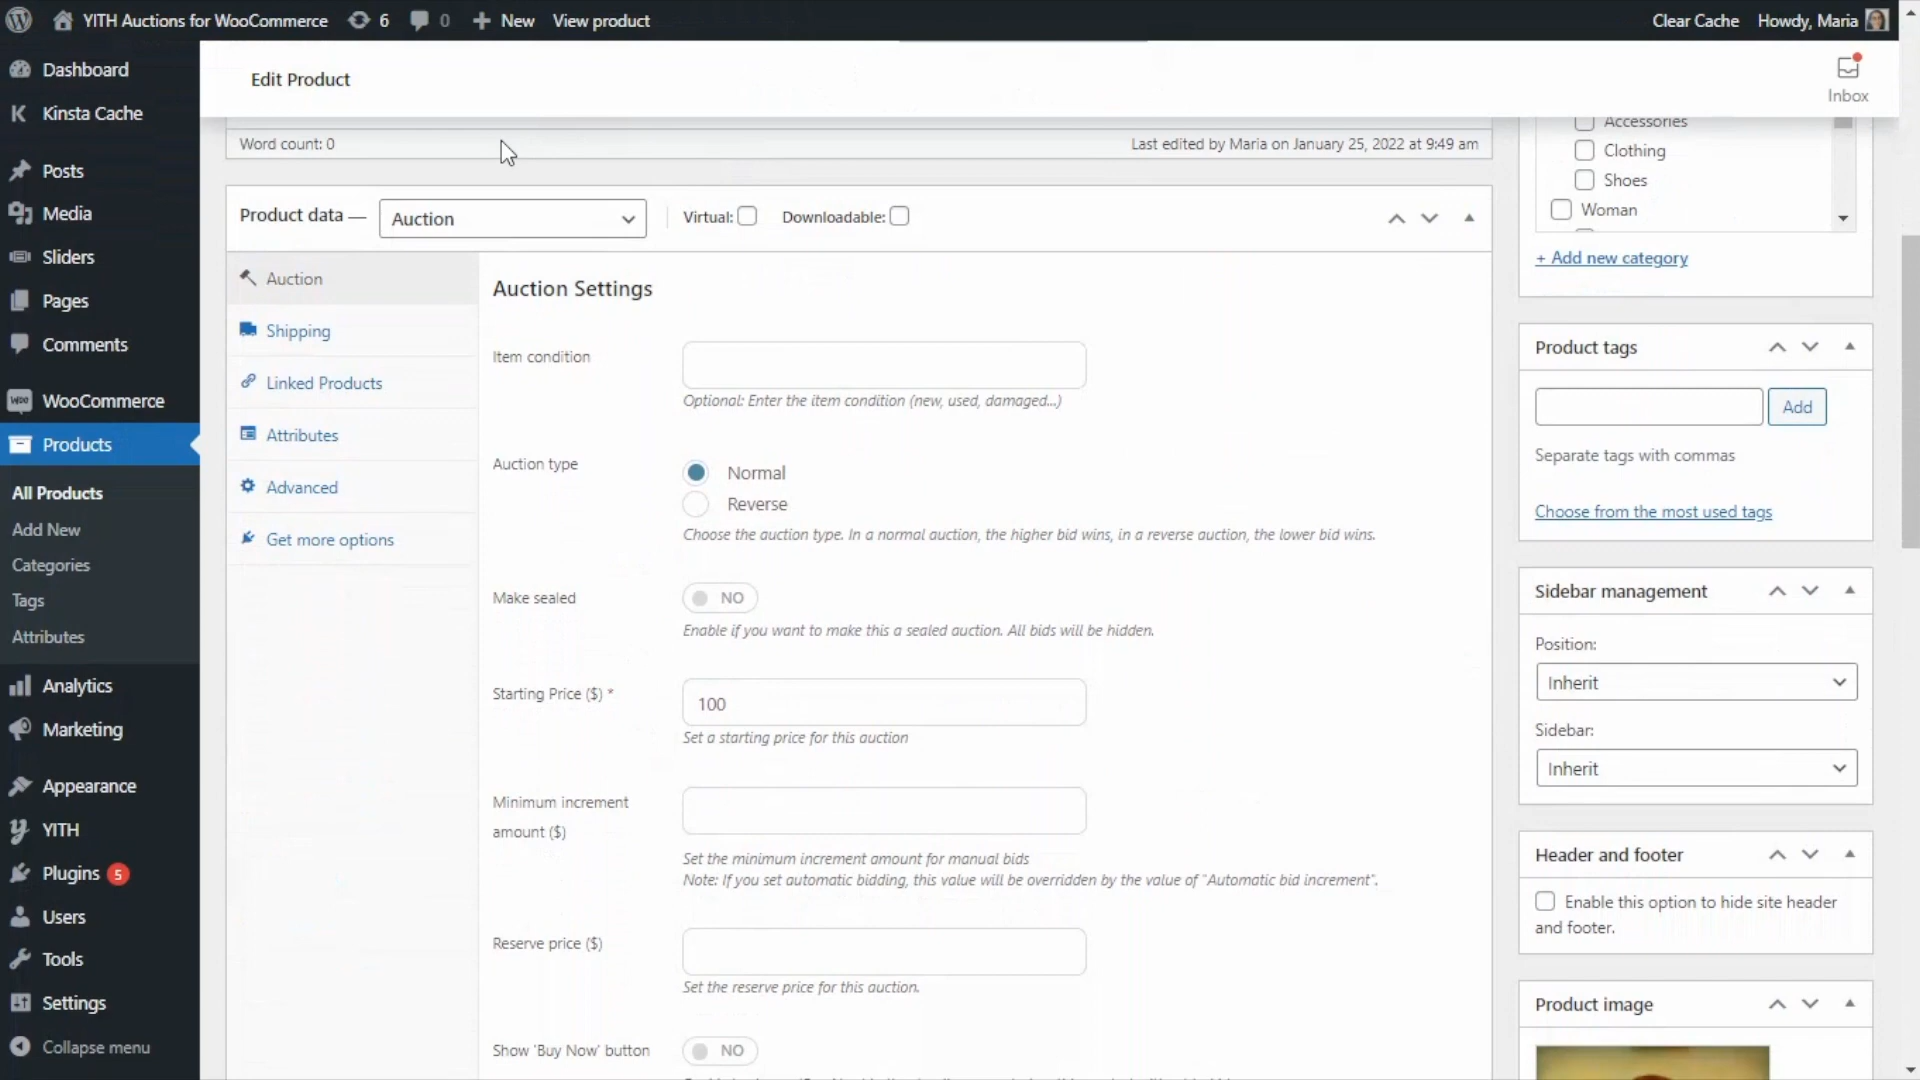 YITH Auctions for WooCommerce 6 0 New View product Clear Cache Howdy, Maria
Dashboard
Kinsta Cache
Posts
Media
Sliders
Pages
Comments
WooCommerce
Products
All Products
Add New
Categories
Tags
Attributes
Analytics
Marketing
Appearance
YITH
Plugins 5
Users
Tools
Settings
Collapse menu
Edit Product
Inbox
Word count: 0 Last edited by Maria on January 25, 2022 at 9:49 am
Product data — Auction Virtual: Downloadable:
Auction
Shipping
Linked Products
Attributes
Advanced
Get more options
Auction Settings
Item condition
Optional: Enter the item condition (new, used, damaged...)
Auction type
Normal
Reverse
Choose the auction type. In a normal auction, the higher bid wins, in a reverse auction, the lower bid wins.
Make sealed NO
Enable if you want to make this a sealed auction. All bids will be hidden.
Starting Price ($) * 100
Set a starting price for this auction
Minimum increment
amount ($)
Set the minimum increment amount for manual bids
Note: If you set automatic bidding, this value will be overridden by the value of "Automatic bid increment".
Reserve price ($)
Set the reserve price for this auction.
Show 'Buy Now' button NO
Accessories
Clothing
Shoes
Woman
+ Add new category
Product tags
Add
Separate tags with commas
Choose from the most used tags
Sidebar management
Position:
Inherit
Sidebar:
Inherit
Header and footer
Enable this option to hide site header
and footer.
Product image